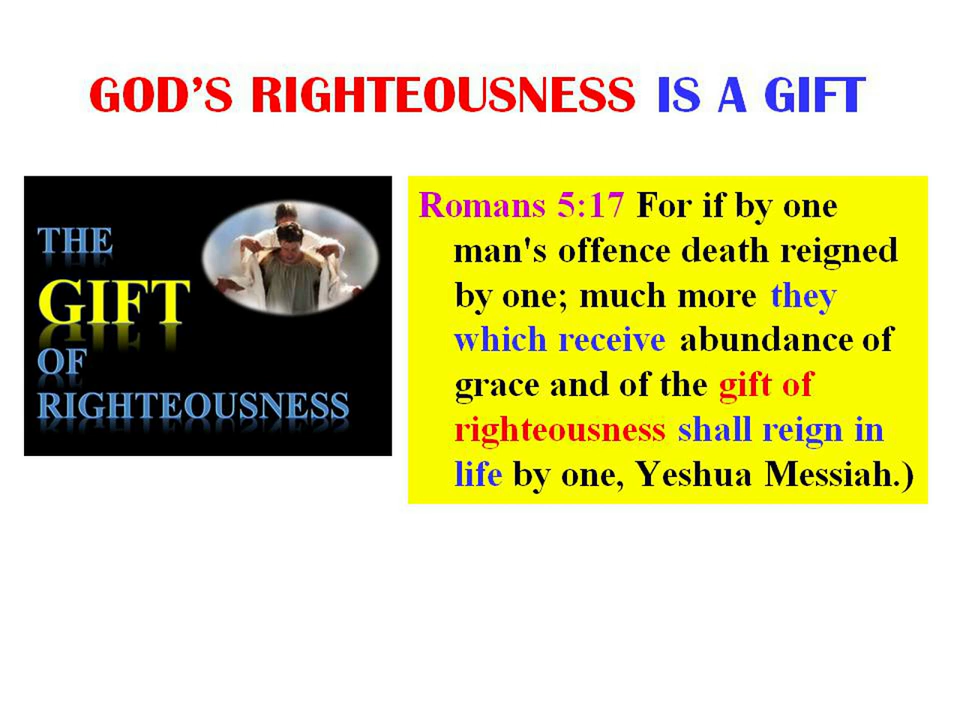 GOD’S RIGHTEOUSNESS IS A GIFT
THE
GIFT
OF
RIGHTEOUSNESS
Romans 5:17 For if by one
man's offence death reigned
by one; much more they
which receive abundance of
grace and of the gift of
righteousness shall reign in
life by one, Yeshua Messiah.)